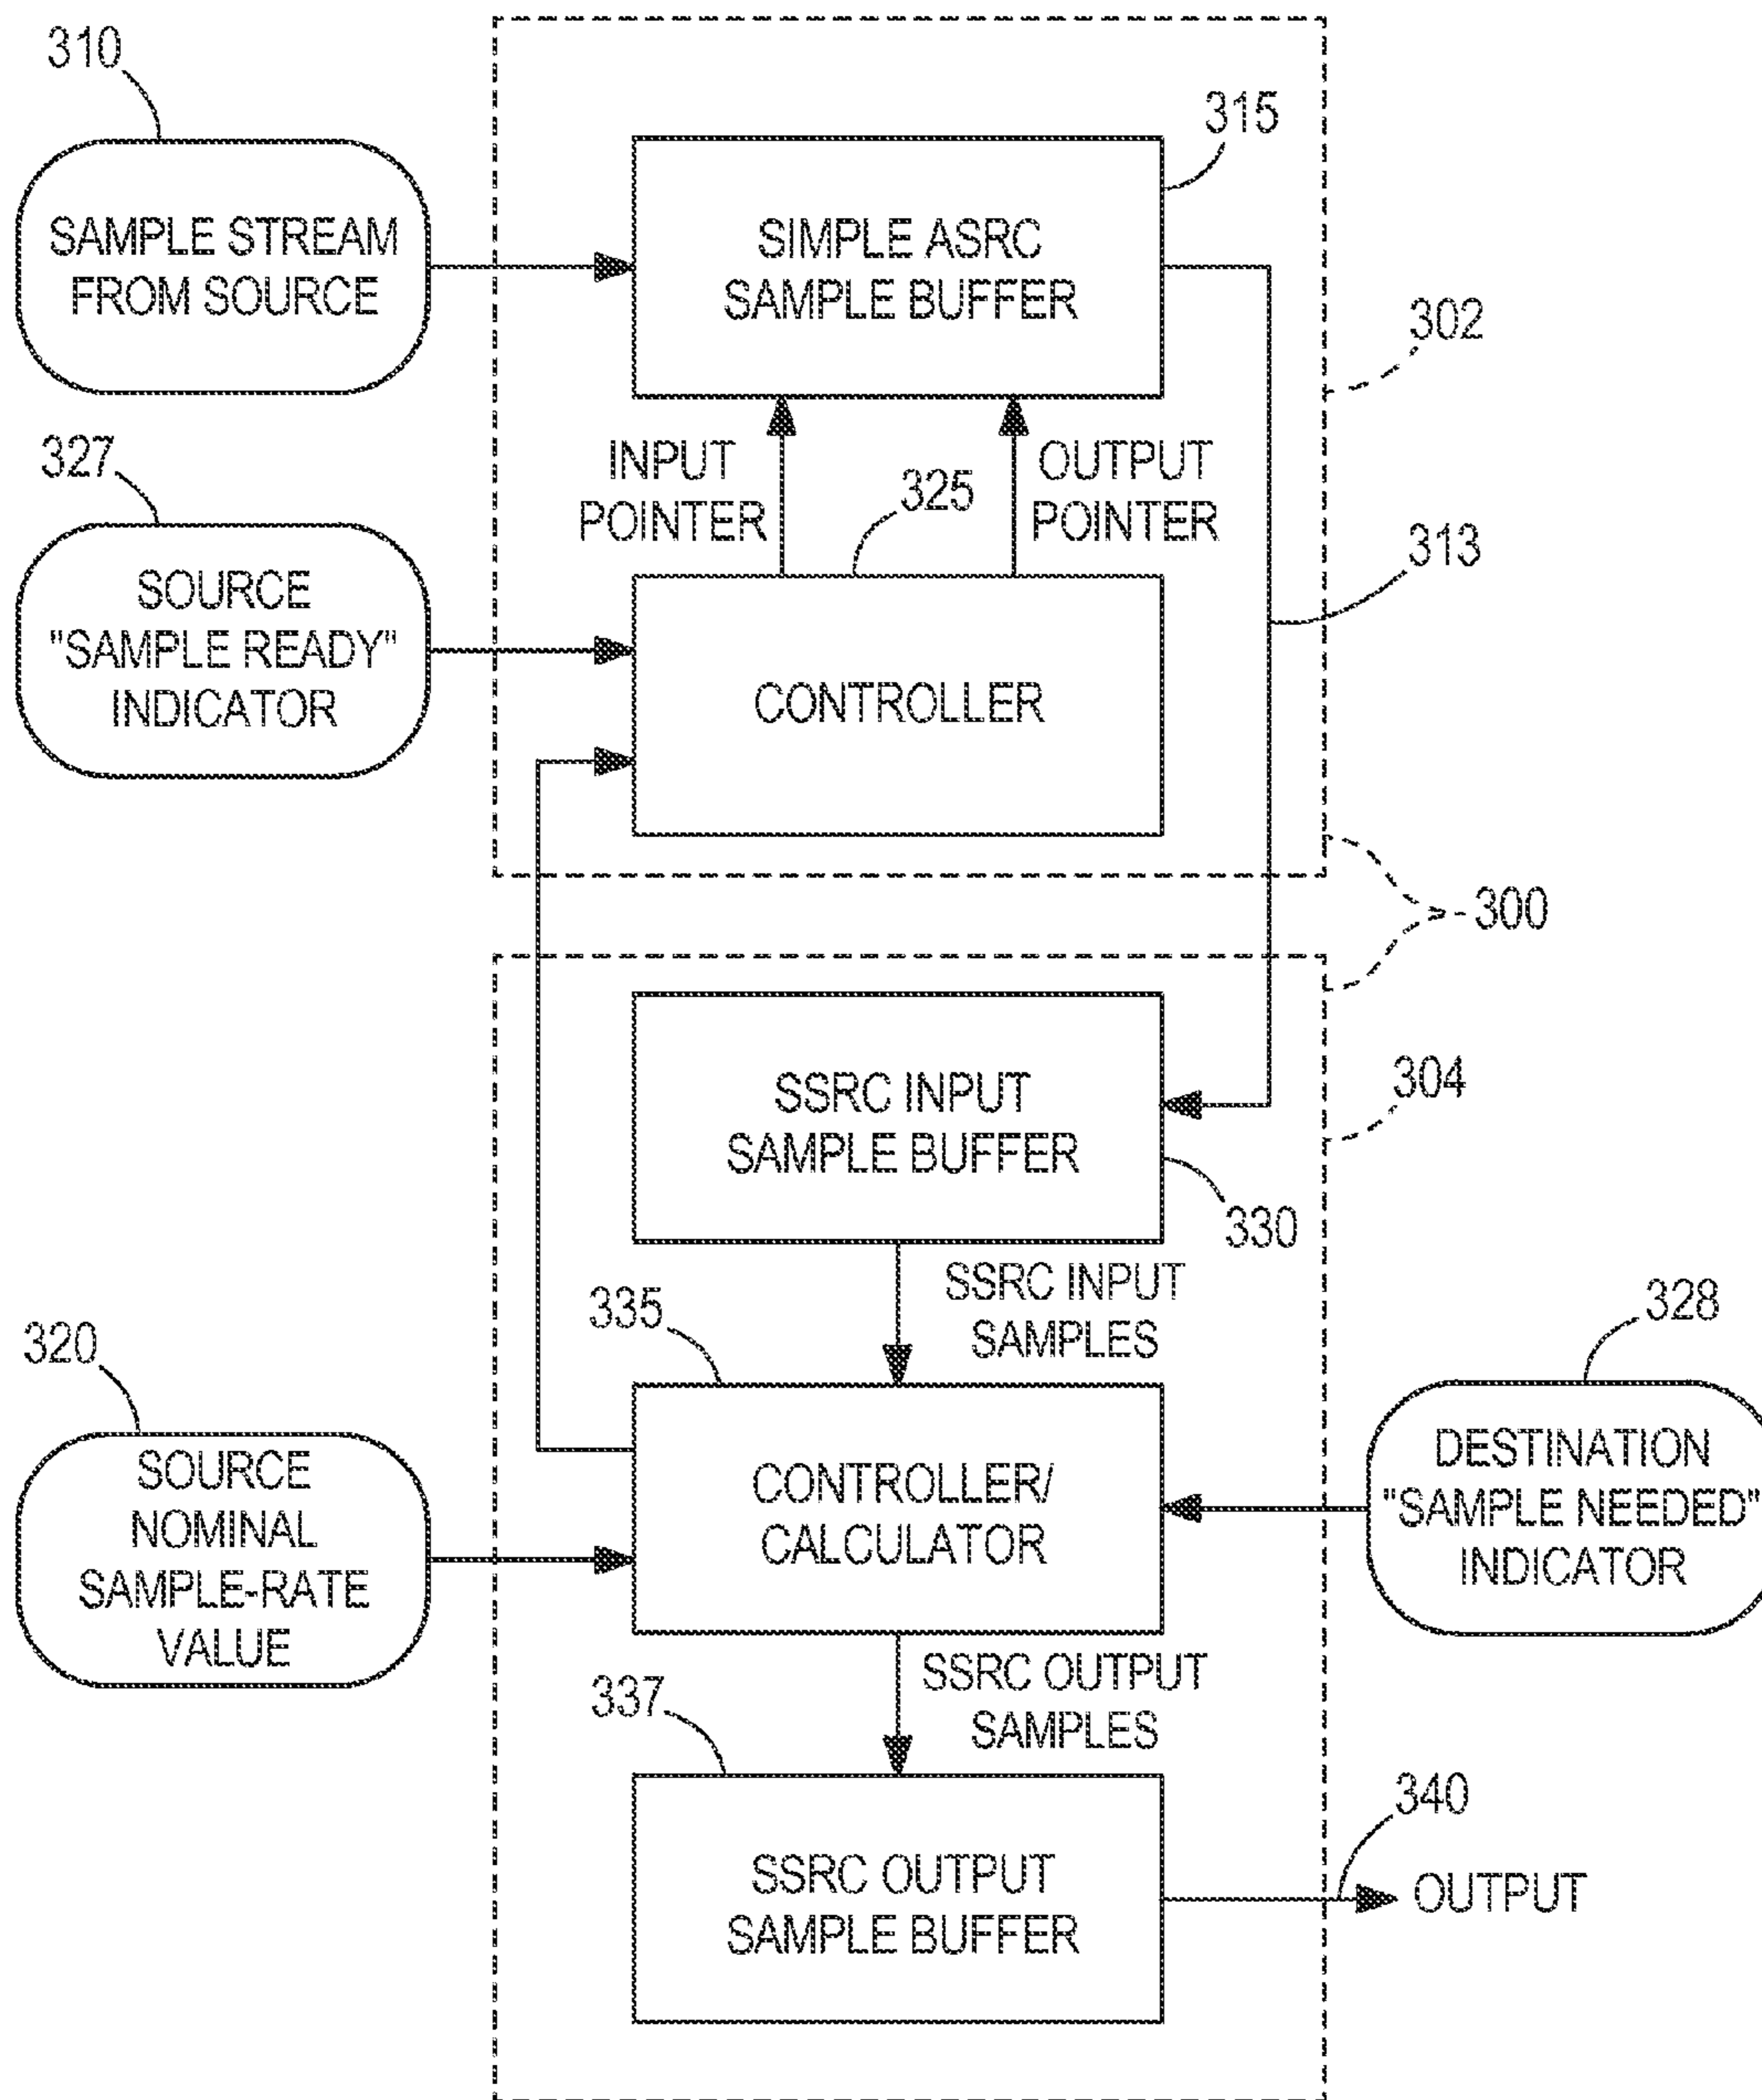 310
315
SAMPLE STREAM
FROM SOURCE
SIMPLE ASRC
SAMPLE BUFFER
302
327
INPUT
POINTER
325
OUTPUT
POINTER
313
SOURCE
"SAMPLE READY"
INDICATOR
CONTROLLER
300
SSRC INPUT
SAMPLE BUFFER
304
330
SSRC INPUT
SAMPLES
335
328
320
SOURCE
NOMINAL
SAMPLE-RATE
VALUE
CONTROLLER/
CALCULATOR
DESTINATION
"SAMPLE NEEDED"
INDICATOR
SSRC OUTPUT
SAMPLES
337
340
SSRC OUTPUT
SAMPLE BUFFER
OUTPUT